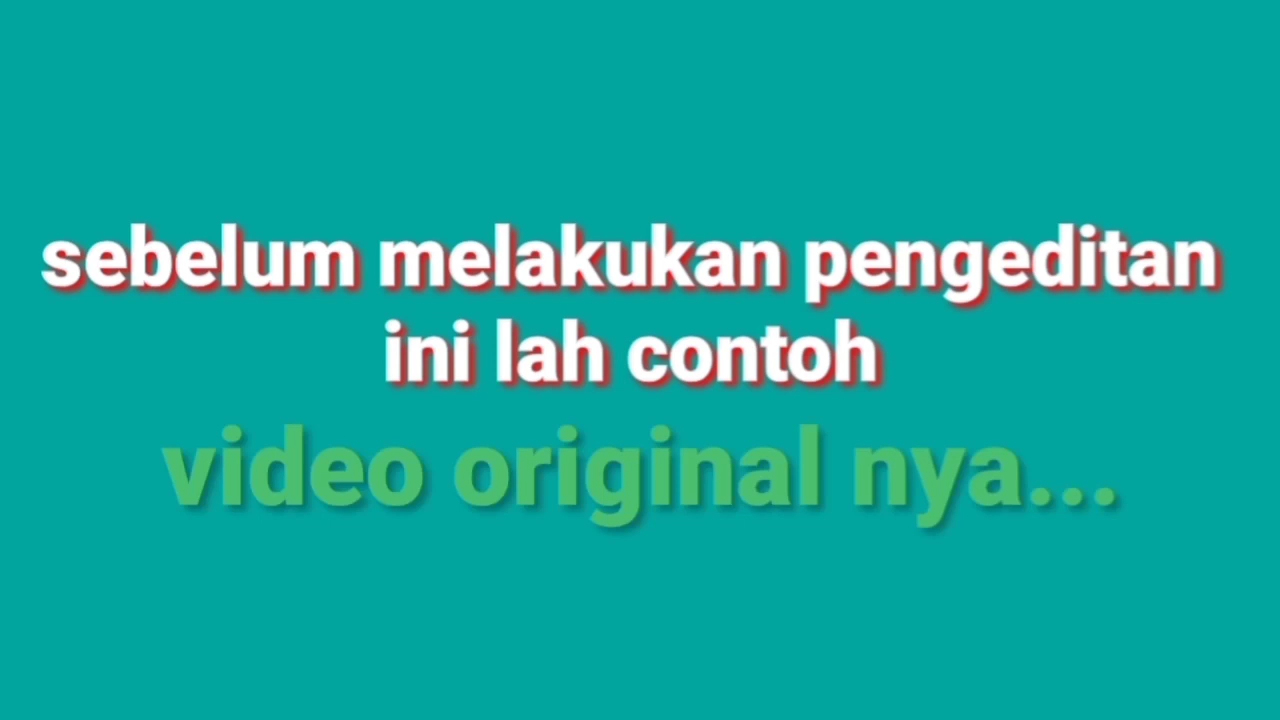 sebelum melakukan pengeditan
ini lah contoh
video original nya...